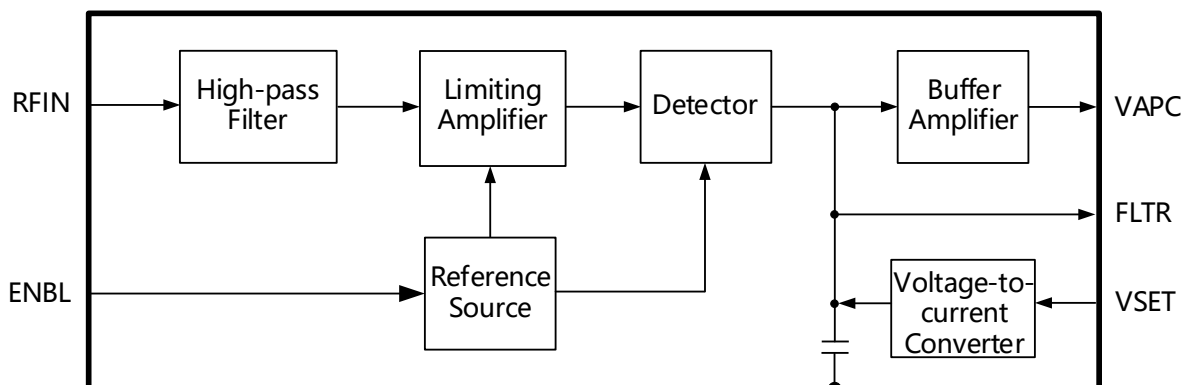 RFIN
High-pass
Filter
Limiting
Amplifier
Detector
Buffer
Amplifier
VAPC
FLTR
ENBL
Reference
Source
Voltage-to-
current
Converter
VSET